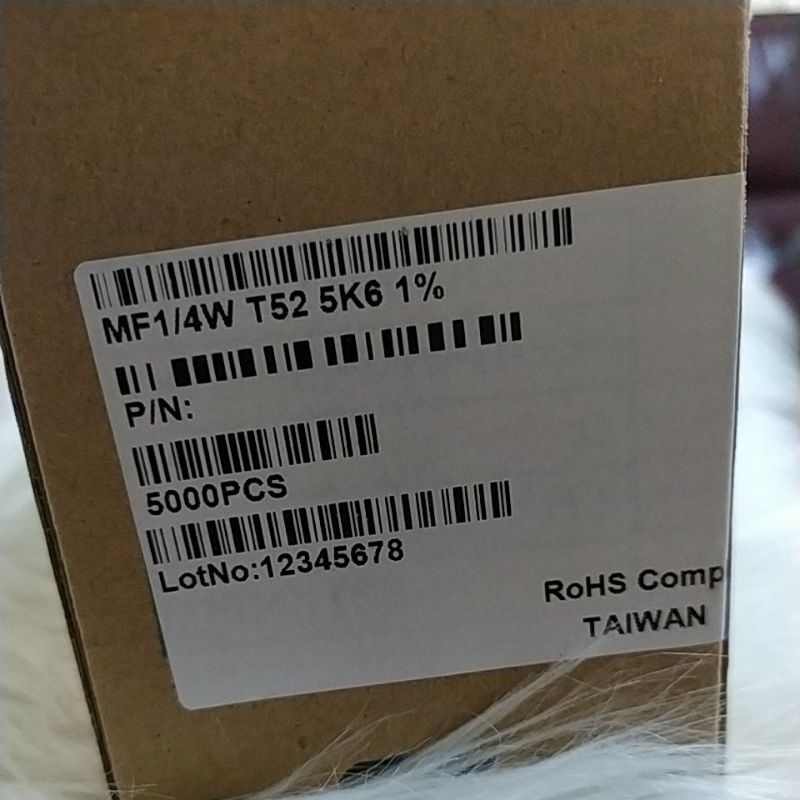 MF1/4W T52 5K6 1%
P/N:
5000PCS
LotNo:12345678
RoHS Comp
TAIWAN